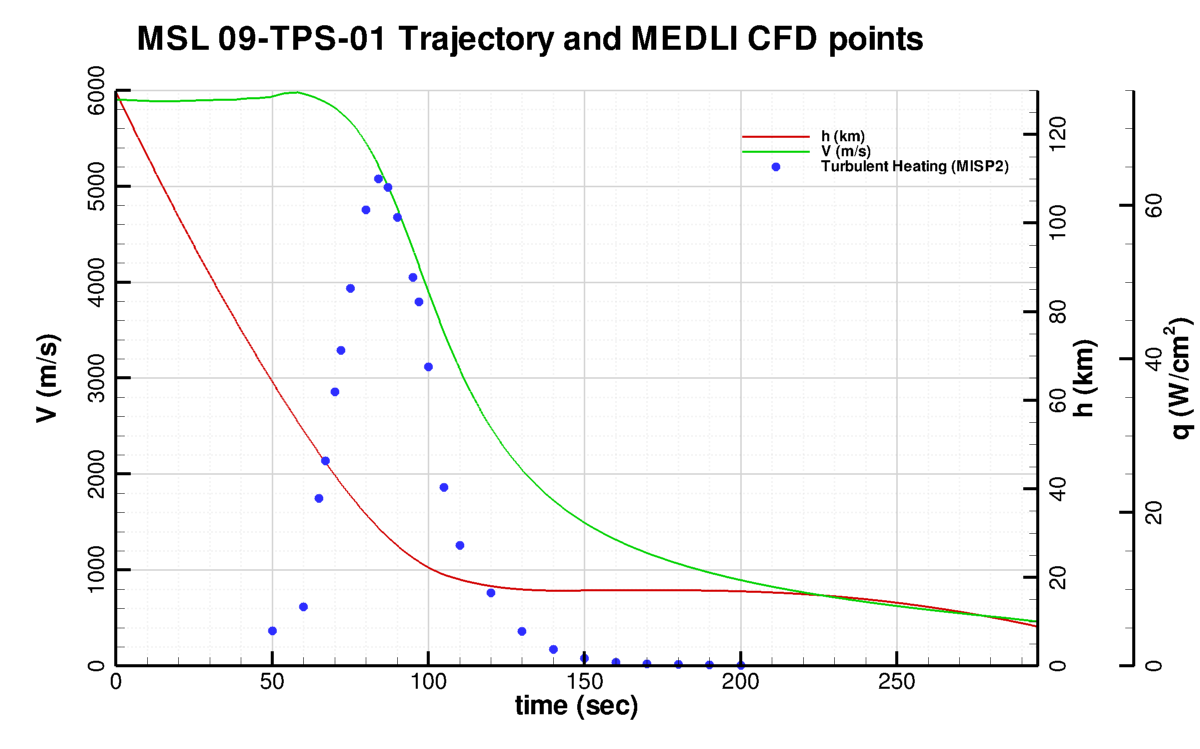 MSL 09-TPS-01 Trajectory and MEDLI CFD points
h (km)
V (m/s)
Turbulent Heating (MISP2)
V (m/s)
6000
5000
4000
3000
2000
1000
0
0 50 100 150 200 250
time (sec)
120
100
80
60
40
20
0
h (km)
60
40
20
0
q (W/cm²)